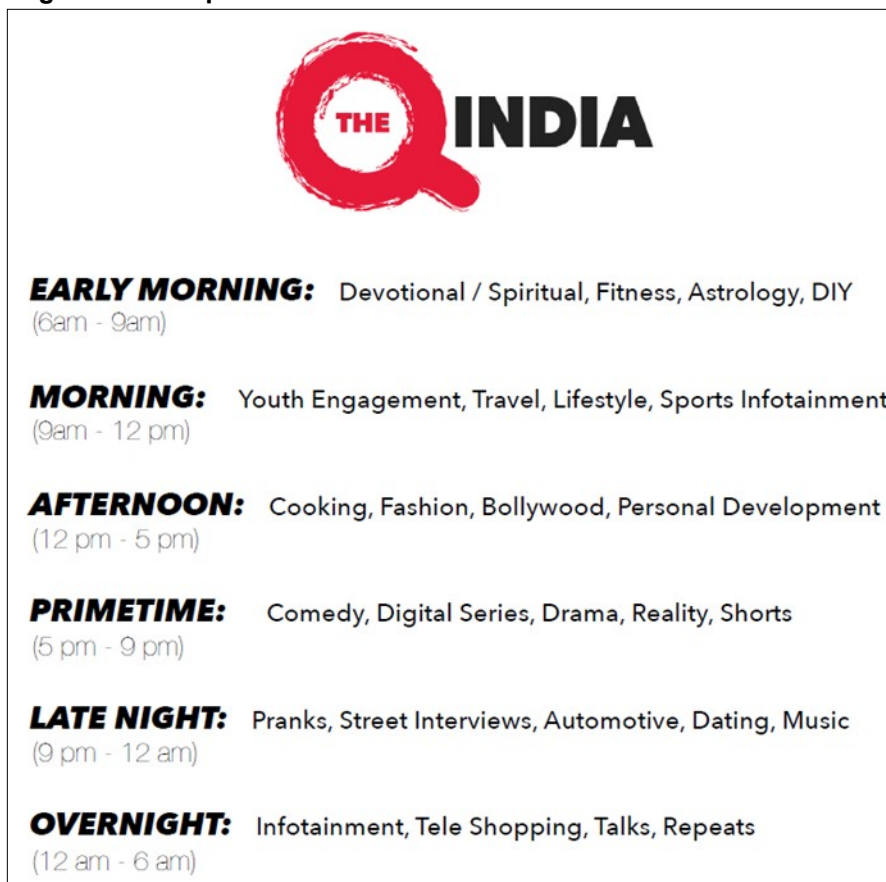 THE
INDIA
EARLY MORNING: Devotional / Spiritual, Fitness, Astrology, DIY
(6am - 9am)
MORNING: Youth Engagement, Travel, Lifestyle, Sports Infotainment
(9am - 12 pm)
AFTERNOON: Cooking, Fashion, Bollywood, Personal Development
(12 pm - 5 pm)
PRIMETIME: Comedy, Digital Series, Drama, Reality, Shorts
(5 pm - 9 pm)
LATE NIGHT: Pranks, Street Interviews, Automotive, Dating, Music
(9 pm - 12 am)
OVERNIGHT: Infotainment, Tele Shopping, Talks, Repeats
(12 am - 6 am)